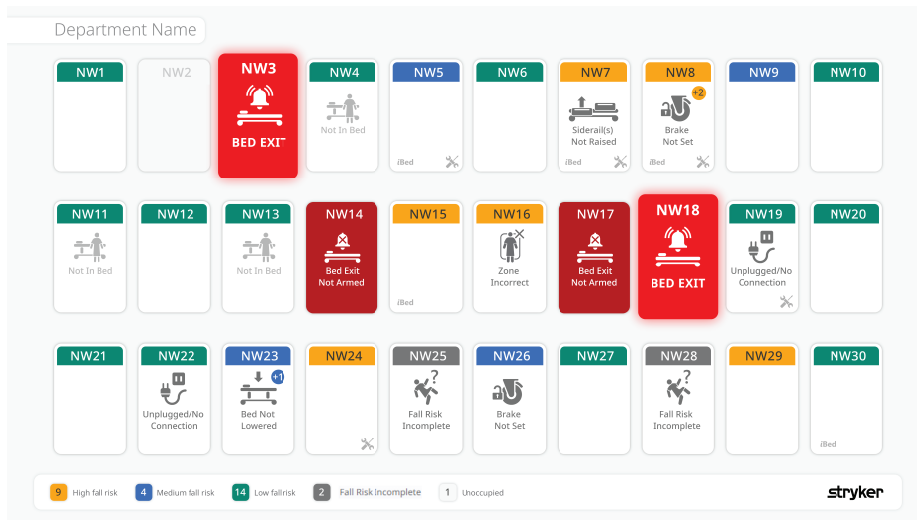 Department Name
NW1 NW2 NW3 NW4 NW5 NW6 NW7 NW8 NW9 NW10
+2
BED EXIT
Not In Bed
Siderail(s)
Not Raised
Brake
Not Set
iBed iBed iBed
NW11 NW12 NW13 NW14 NW15 NW16 NW17 NW18 NW19 NW20
Not In Bed
Not In Bed
Bed Exit
Not Armed
Zone
Incorrect
Bed Exit
Not Armed
BED EXIT
Unplugged/No
Connection
iBed
NW21 NW22 NW23 NW24 NW25 NW26 NW27 NW28 NW29 NW30
+1
?
?
Unplugged/No
Connection
Bed Not
Lowered
Fall Risk
Incomplete
Brake
Not Set
Fall Risk
Incomplete
iBed
9 High fall risk 4 Medium fall risk 14 Low fallrisk 2 Fall Risk Incomplete 1 Unoccupied
stryker